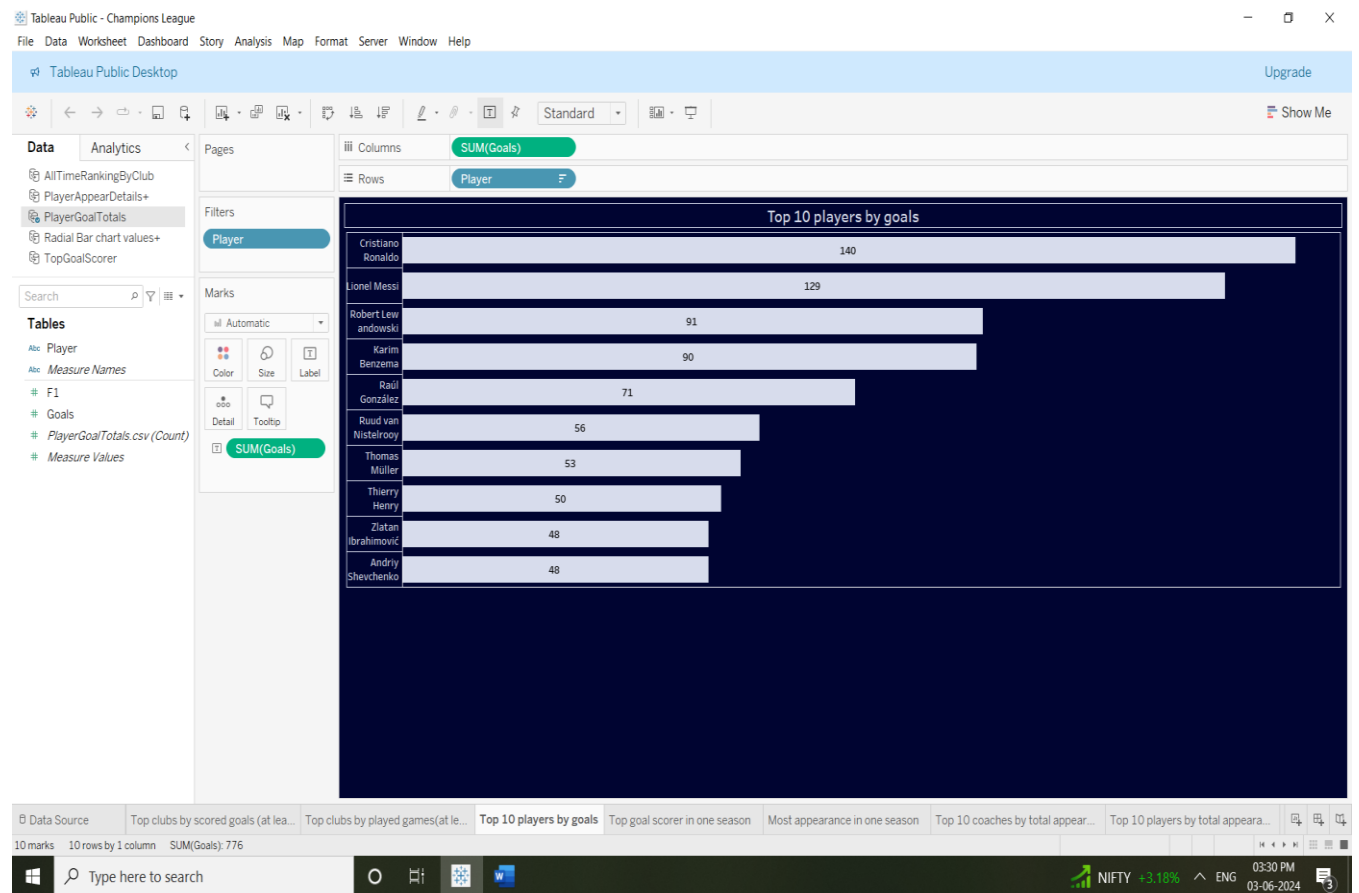 Tableau Public - Champions League
File Data Worksheet Dashboard Story Analysis Map Format Server Window Help
Tableau Public Desktop
Upgrade
Standard
Show Me
Data
Analytics
Pages
Columns
SUM(Goals)
AllTimeRankingByClub
Rows
Player
PlayerAppearDetails+
PlayerGoalTotals
Radial Bar chart values+
TopGoalScorer
Filters
Player
Search
Tables
Abc Player
Abc Measure Names
# F1
# Goals
# PlayerGoalTotals.csv (Count)
# Measure Values
Marks
Automatic
Color
Size
Label
Detail
Tooltip
SUM(Goals)
Top 10 players by goals
Cristiano
Ronaldo
140
Lionel Messi
129
Robert Lew
andowski
91
Karim
Benzema
90
Raúl
González
71
Ruud van
Nistelrooy
56
Thomas
Müller
53
Thierry
Henry
50
Zlatan
Ibrahimović
48
Andriy
Shevchenko
48
Data Source
Top clubs by scored goals (at lea...
Top clubs by played games(at le...
Top 10 players by goals
Top goal scorer in one season
Most appearance in one season
Top 10 coaches by total appear...
Top 10 players by total appeara...
10 marks 10 rows by 1 column SUM(Goals): 776
Type here to search
NIFTY +3.18%
ENG
03:30 PM
03-06-2024
3